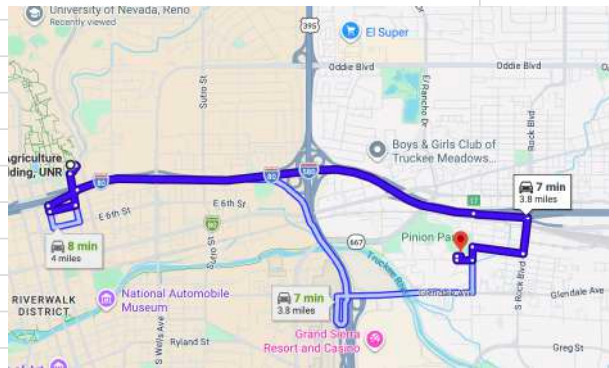 University of Nevada, Reno
Recently viewed
395
El Super
Oddie Blvd
Oddie Blvd
Sutro St
El Rancho Dr
Rock Blvd
Boys & Girls Club of
Truckee Meadows...
Agriculture
ding, UNR
80
80
580
7 min
3.8 miles
E 6th St
E 6th St
8 min
4 miles
Sutro St
667
Pinion Pa
Truckee
7 min
3.8 miles
Glendale Ave
S Rock Blvd
Glendale Ave
RIVERWALK
DISTRICT
National Automobile
Museum
S Wells Ave
Ryland St
Grand Sierra
Resort and Casino
Greg St